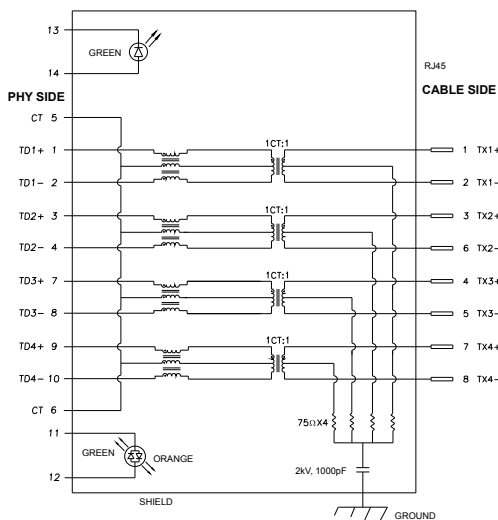 13
GREEN
14
RJ45
PHY SIDE
CABLE SIDE
CT 5
1CT:1
TD1+ 1
1 TX1+
TD1- 2
2 TX1-
1CT:1
TD2+ 3
3 TX2+
TD2- 4
6 TX2-
1CT:1
TD3+ 7
4 TX3+
TD3- 8
5 TX3-
1CT:1
TD4+ 9
7 TX4+
TD4- 10
8 TX4-
CT 6
75ΩX4
11
GREEN
ORANGE
12
2kV, 1000pF
SHIELD
GROUND